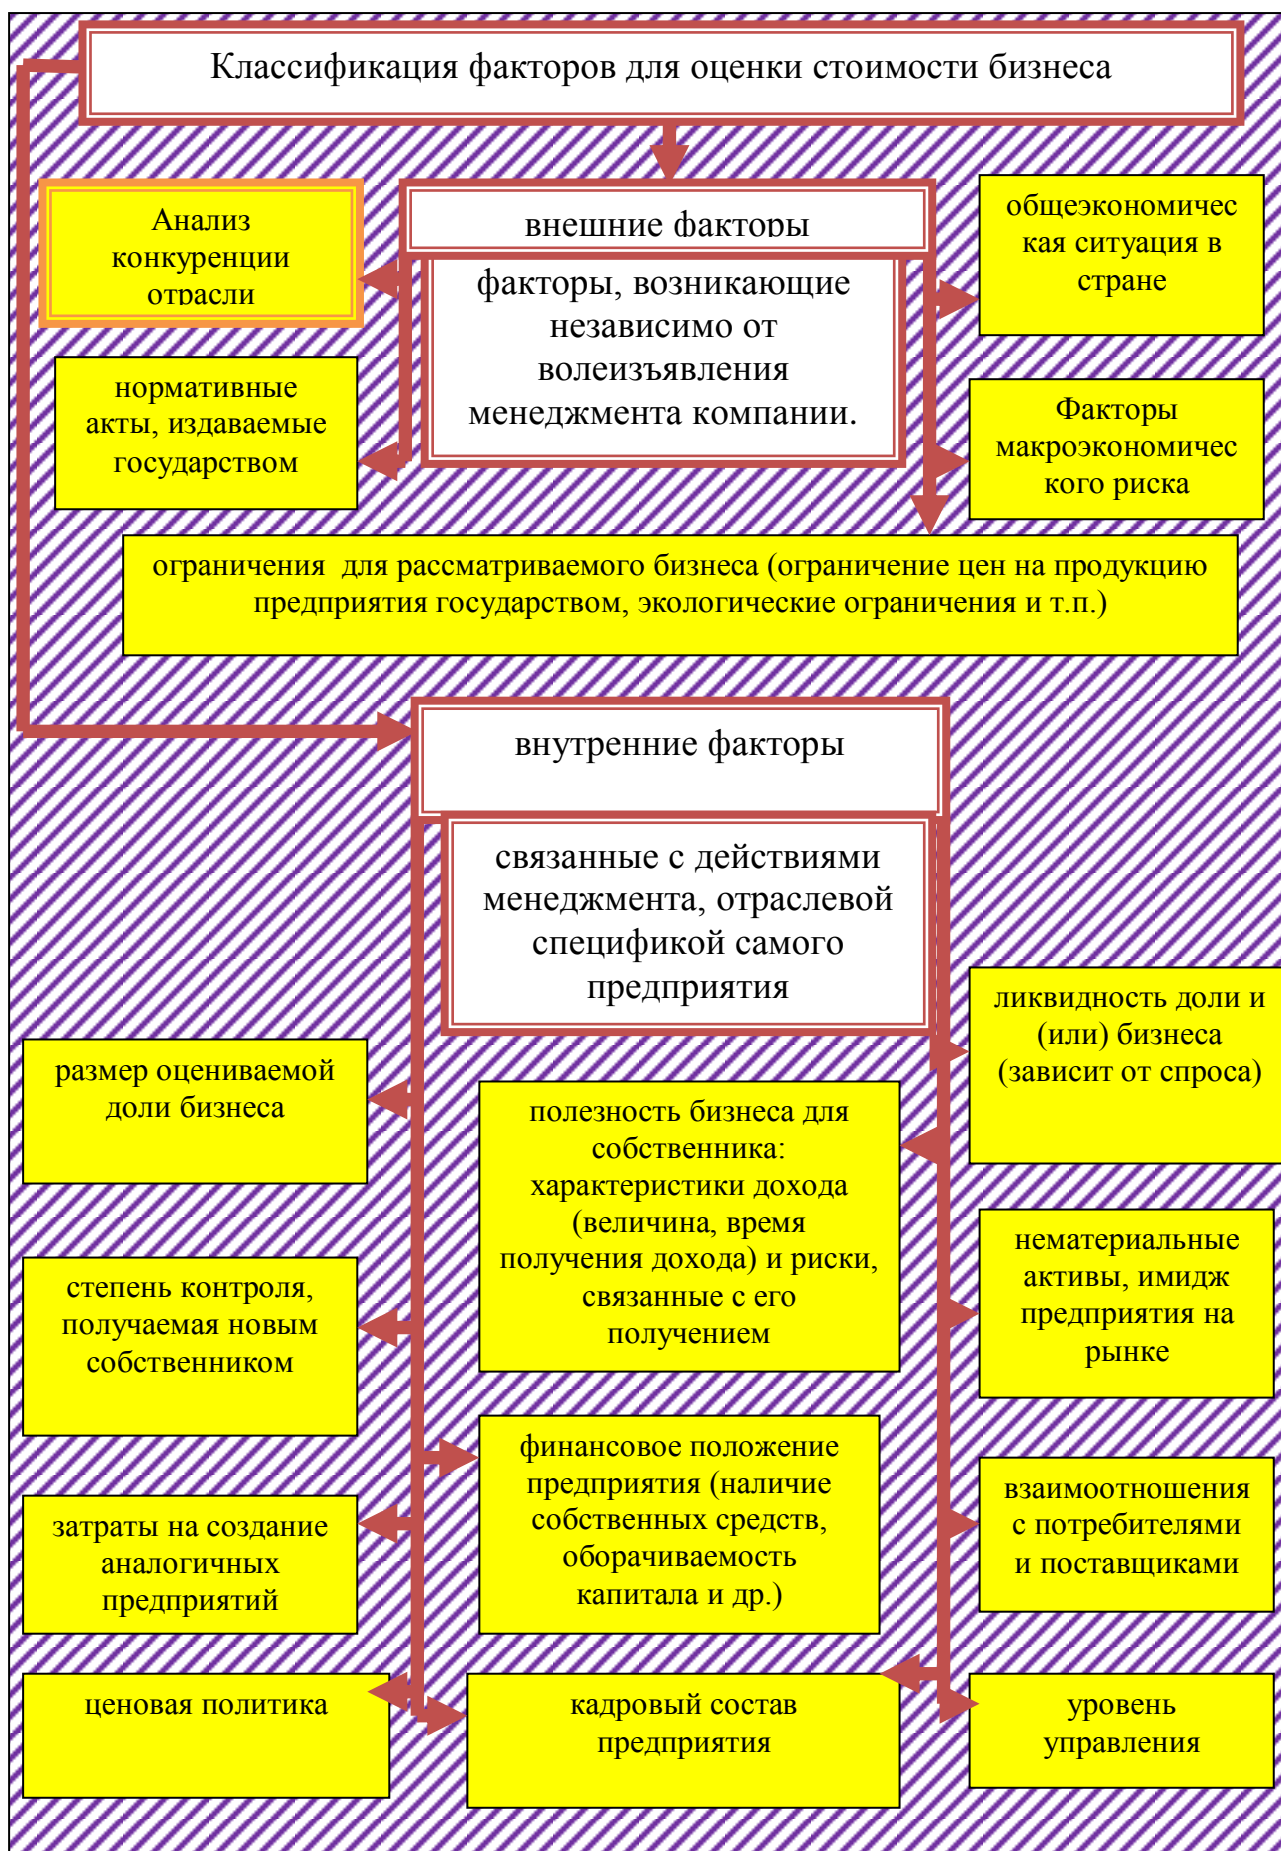 Классификация факторов для оценки стоимости бизнеса
Анализ
конкуренции
отрасли
внешние факторы
общеэкономичес
кая ситуация в
стране
факторы, возникающие
независимо от
волеизъявления
менеджмента компании.
нормативные
акты, издаваемые
государством
Факторы
макроэкономичес
кого риска
ограничения для рассматриваемого бизнеса (ограничение цен на продукцию
предприятия государством, экологические ограничения и т.п.)
внутренние факторы
связанные с действиями
менеджмента, отраслевой
спецификой самого
предприятия
ликвидность доли и
(или) бизнеса
(зависит от спроса)
размер оцениваемой
доли бизнеса
полезность бизнеса для
собственника:
характеристики дохода
(величина, время
получения дохода) и риски,
связанные с его
получением
нематериальные
активы, имидж
предприятия на
рынке
степень контроля,
получаемая новым
собственником
финансовое положение
предприятия (наличие
собственных средств,
оборачиваемость
капитала и др.)
взаимоотношения
с потребителями
и поставщиками
затраты на создание
аналогичных
предприятий
ценовая политика
кадровый состав
предприятия
уровень
управления